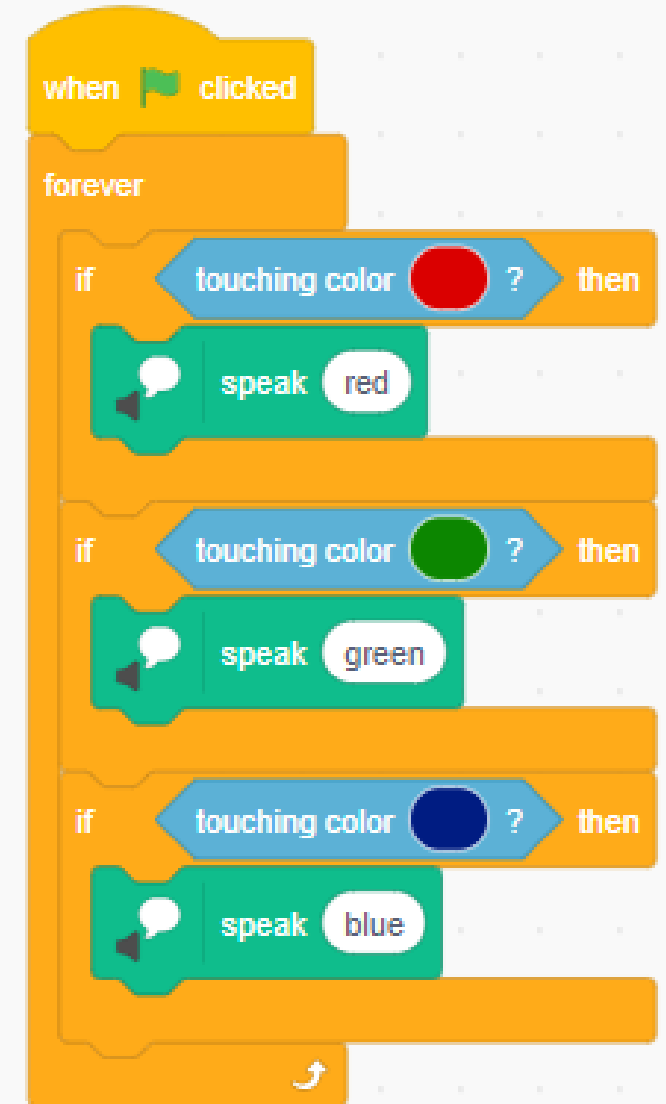 when clicked
forever
if touching color ? then
speak red
if touching color ? then
speak green
if touching color ? then
speak blue